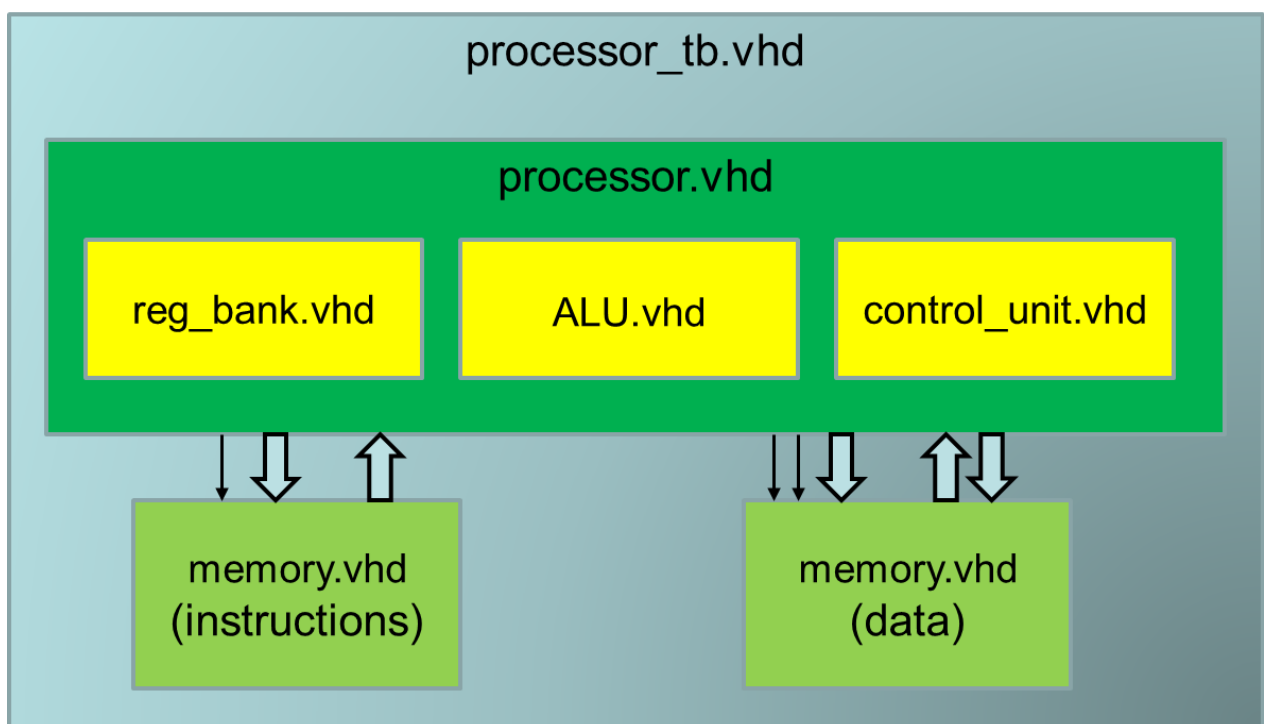 processor_tb.vhd
processor.vhd
reg_bank.vhd
ALU.vhd
control_unit.vhd
memory.vhd
(instructions)
memory.vhd
(data)